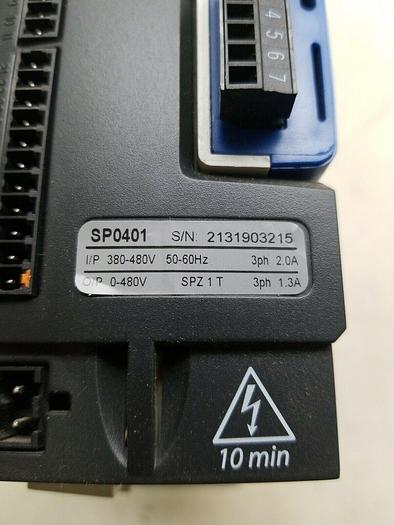 4 5 6 7
SP0401 S/N: 2131903215
I/P 380-480V 50-60Hz 3ph 2.0A
O/P 0-480V SPZ 1 T 3ph 1.3A
10 min